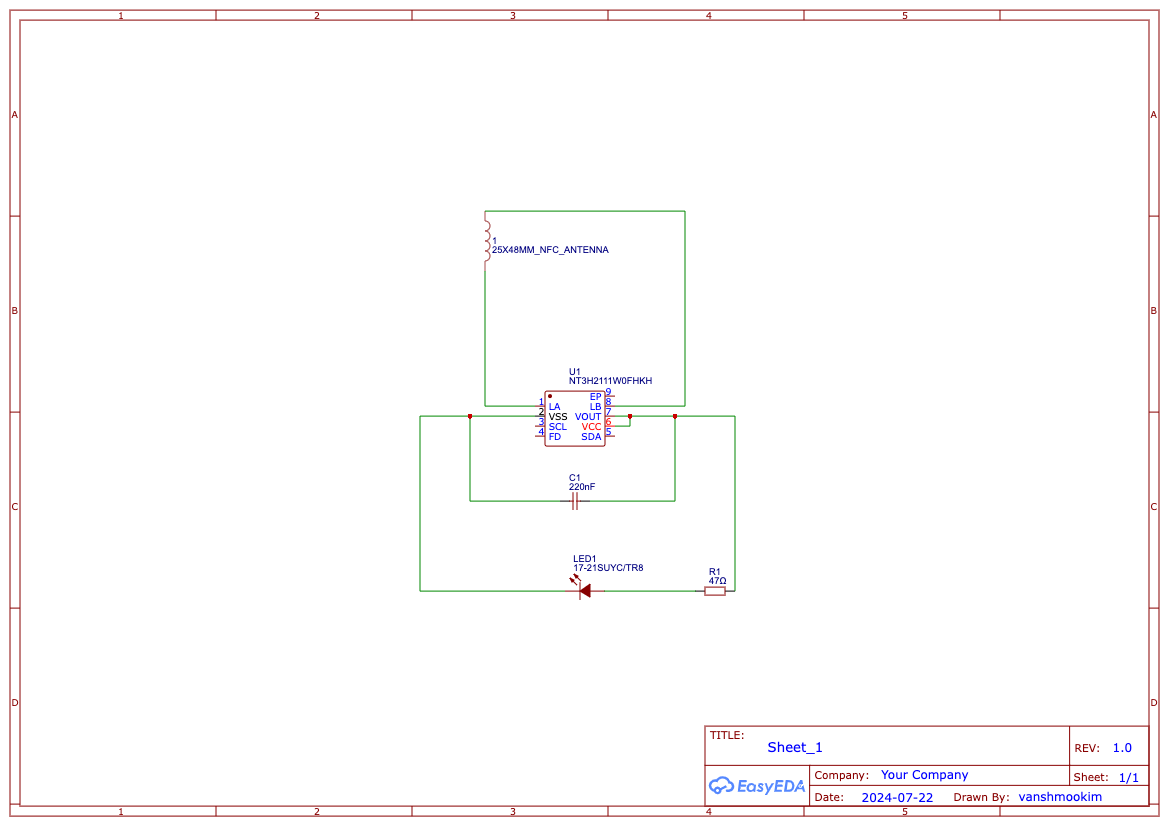 1 2 3 4 5
A A
1
25X48MM_NFC_ANTENNA
B B
U1
NT3H2111W0FHKH
EP 9
1 LA LB 8
2 VSS VOUT 7
3 SCL VCC 6
4 FD SDA 5
C1
220nF
C C
LED1
17-21SUYC/TR8
R1
47Ω
D D
TITLE:
Sheet_1
REV: 1.0
EasyEDA
Company: Your Company
Sheet: 1/1
Date: 2024-07-22 Drawn By: vanshmookim
1 2 3 4 5